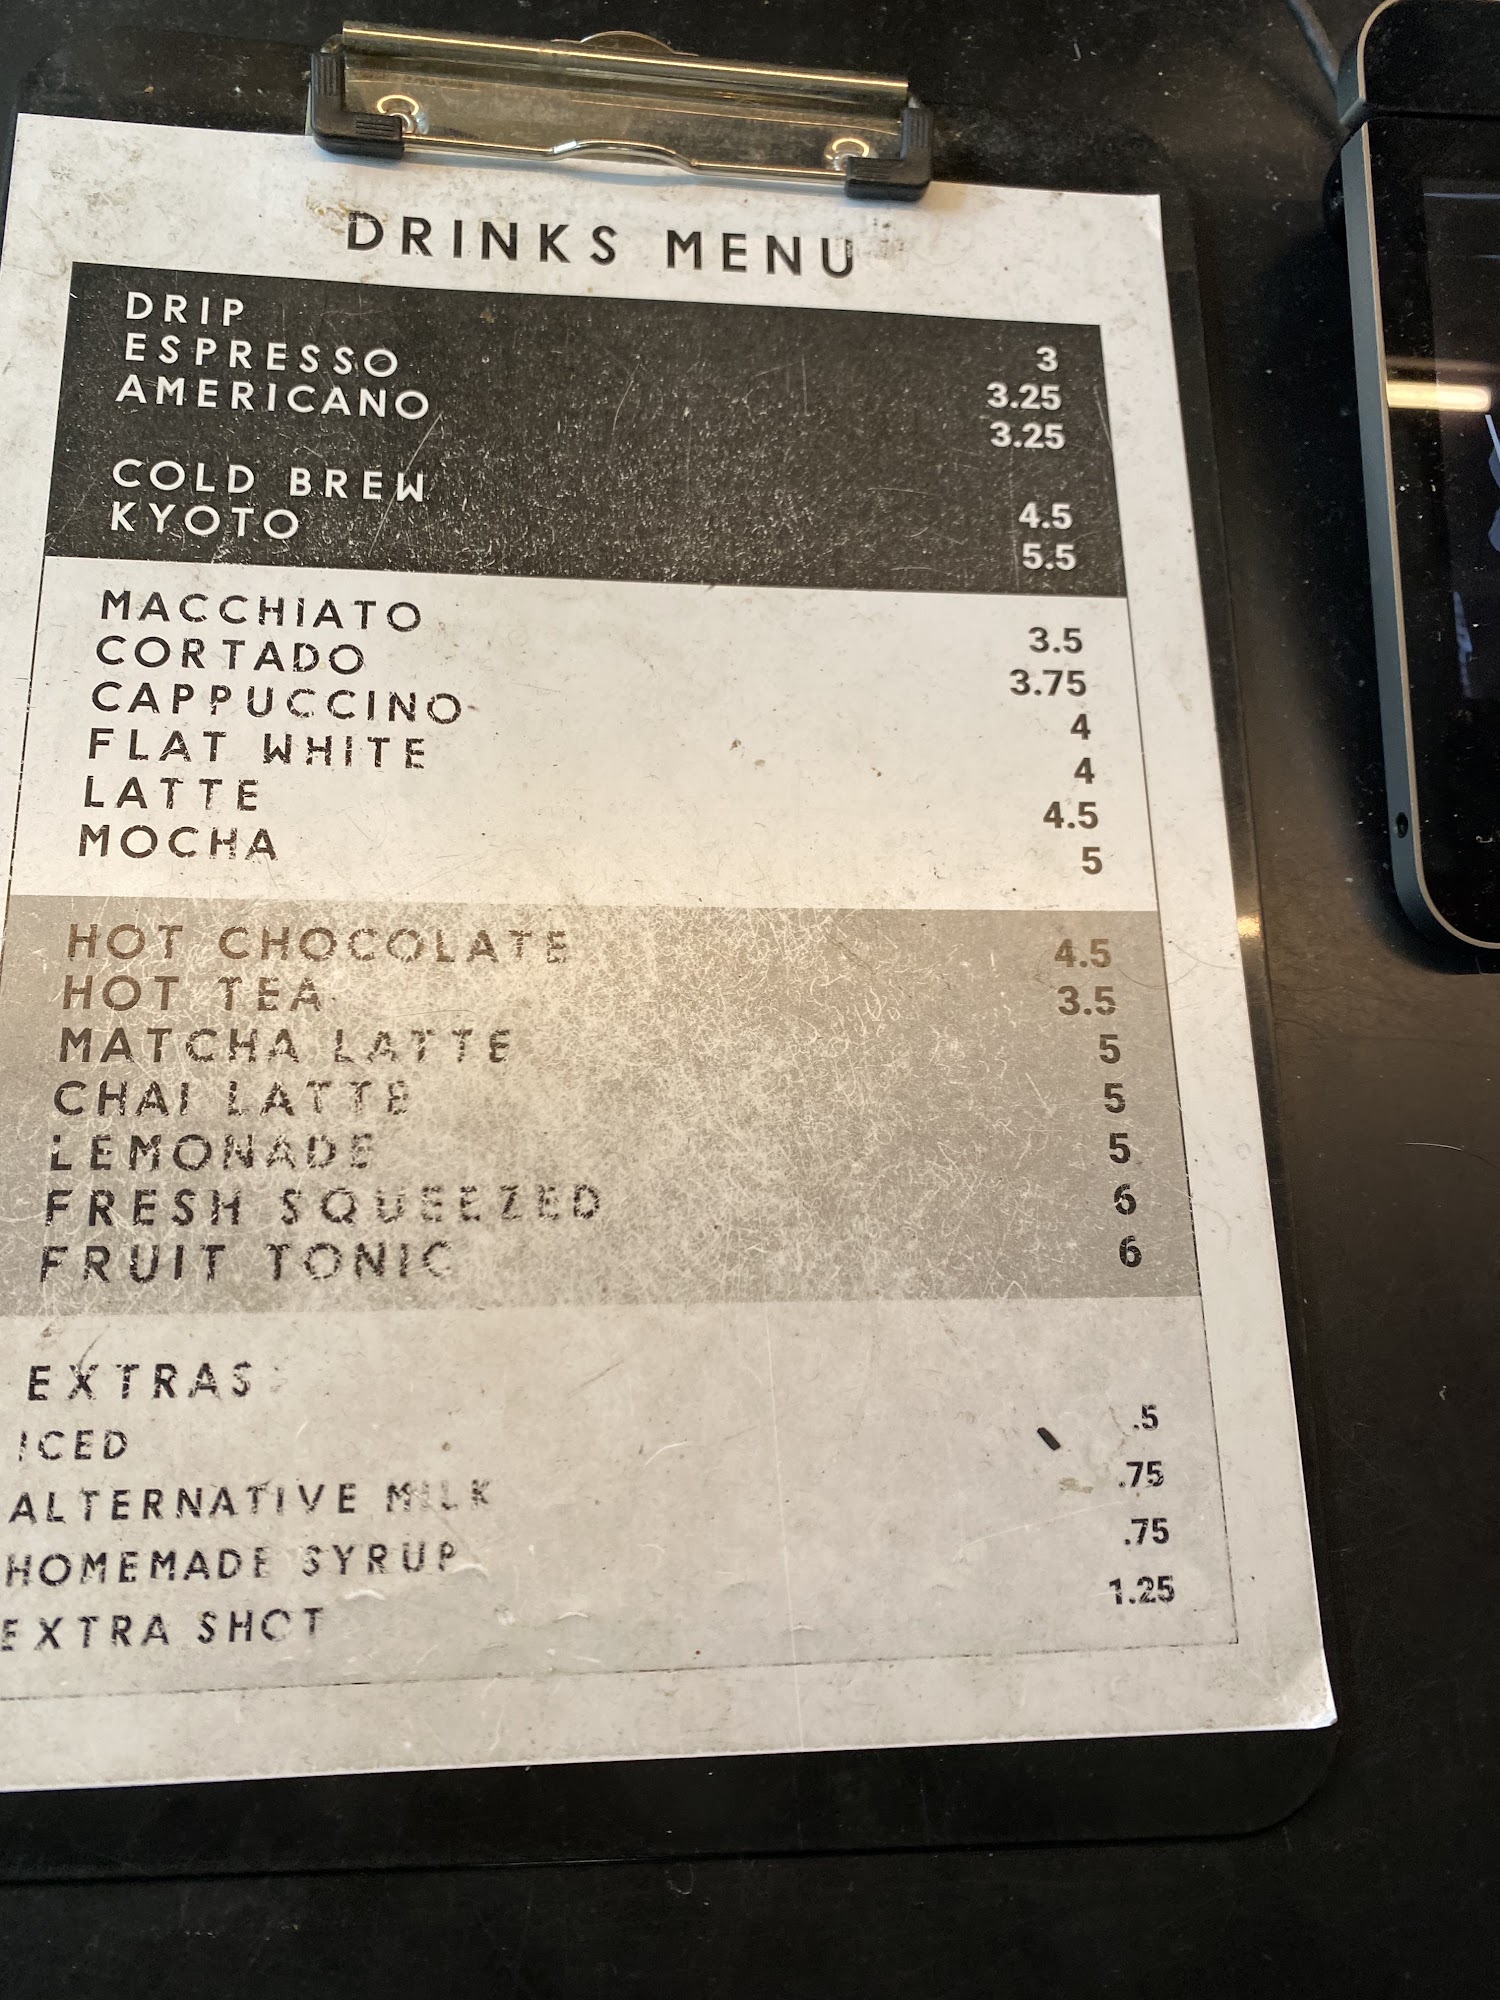 DRINKS MENU
DRIP 3
ESPRESSO 3.25
AMERICANO 3.25
COLD BREW 4.5
KYOTO 5.5
MACCHIATO 3.5
CORTADO 3.75
CAPPUCCINO 4
FLAT WHITE 4
LATTE 4.5
MOCHA 5
HOT CHOCOLATE 4.5
HOT TEA 3.5
MATCHA LATTE 5
CHAI LATTE 5
LEMONADE 5
FRESH SQUEEZED 6
FRUIT TONIC 6
EXTRAS
ICED .5
ALTERNATIVE MILK .75
HOMEMADE SYRUP .75
EXTRA SHOT 1.25